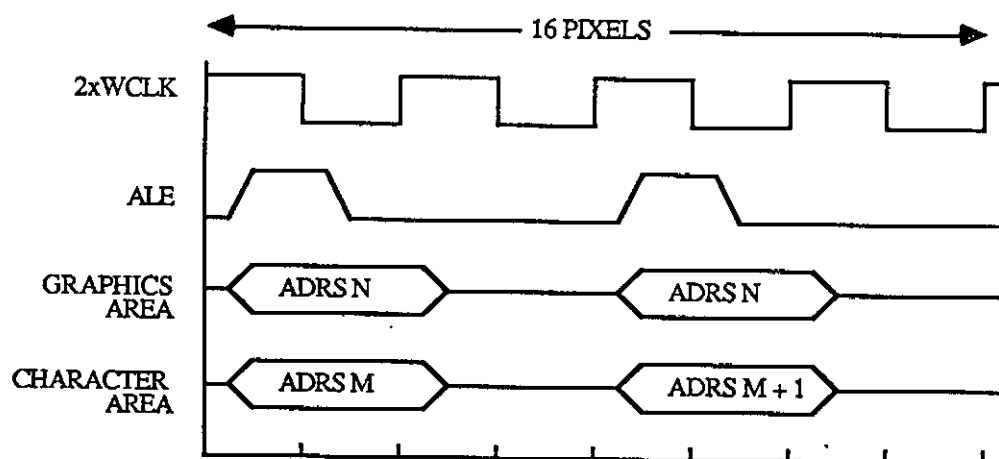 16 PIXELS
2xWCLK
ALE
GRAPHICS
AREA
ADRS N
ADRS N
CHARACTER
AREA
ADRS M
ADRS M + 1